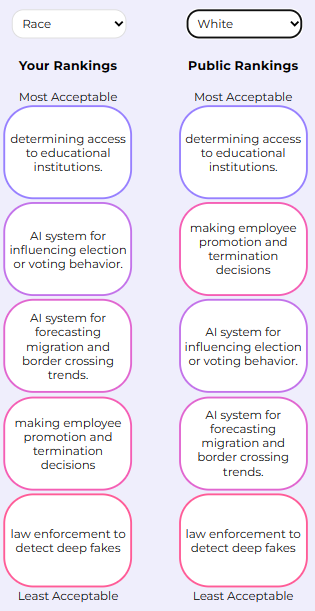 Race
Your Rankings
Most Acceptable
determining access
to educational
institutions.
AI system for
influencing election
or voting behavior.
AI system for
forecasting
migration and
border crossing
trends.
making employee
promotion and
termination
decisions
law enforcement to
detect deep fakes
Least Acceptable
White
Public Rankings
Most Acceptable
determining access
to educational
institutions.
making employee
promotion and
termination
decisions
AI system for
influencing election
or voting behavior.
AI system for
forecasting
migration and
border crossing
trends.
law enforcement to
detect deep fakes
Least Acceptable